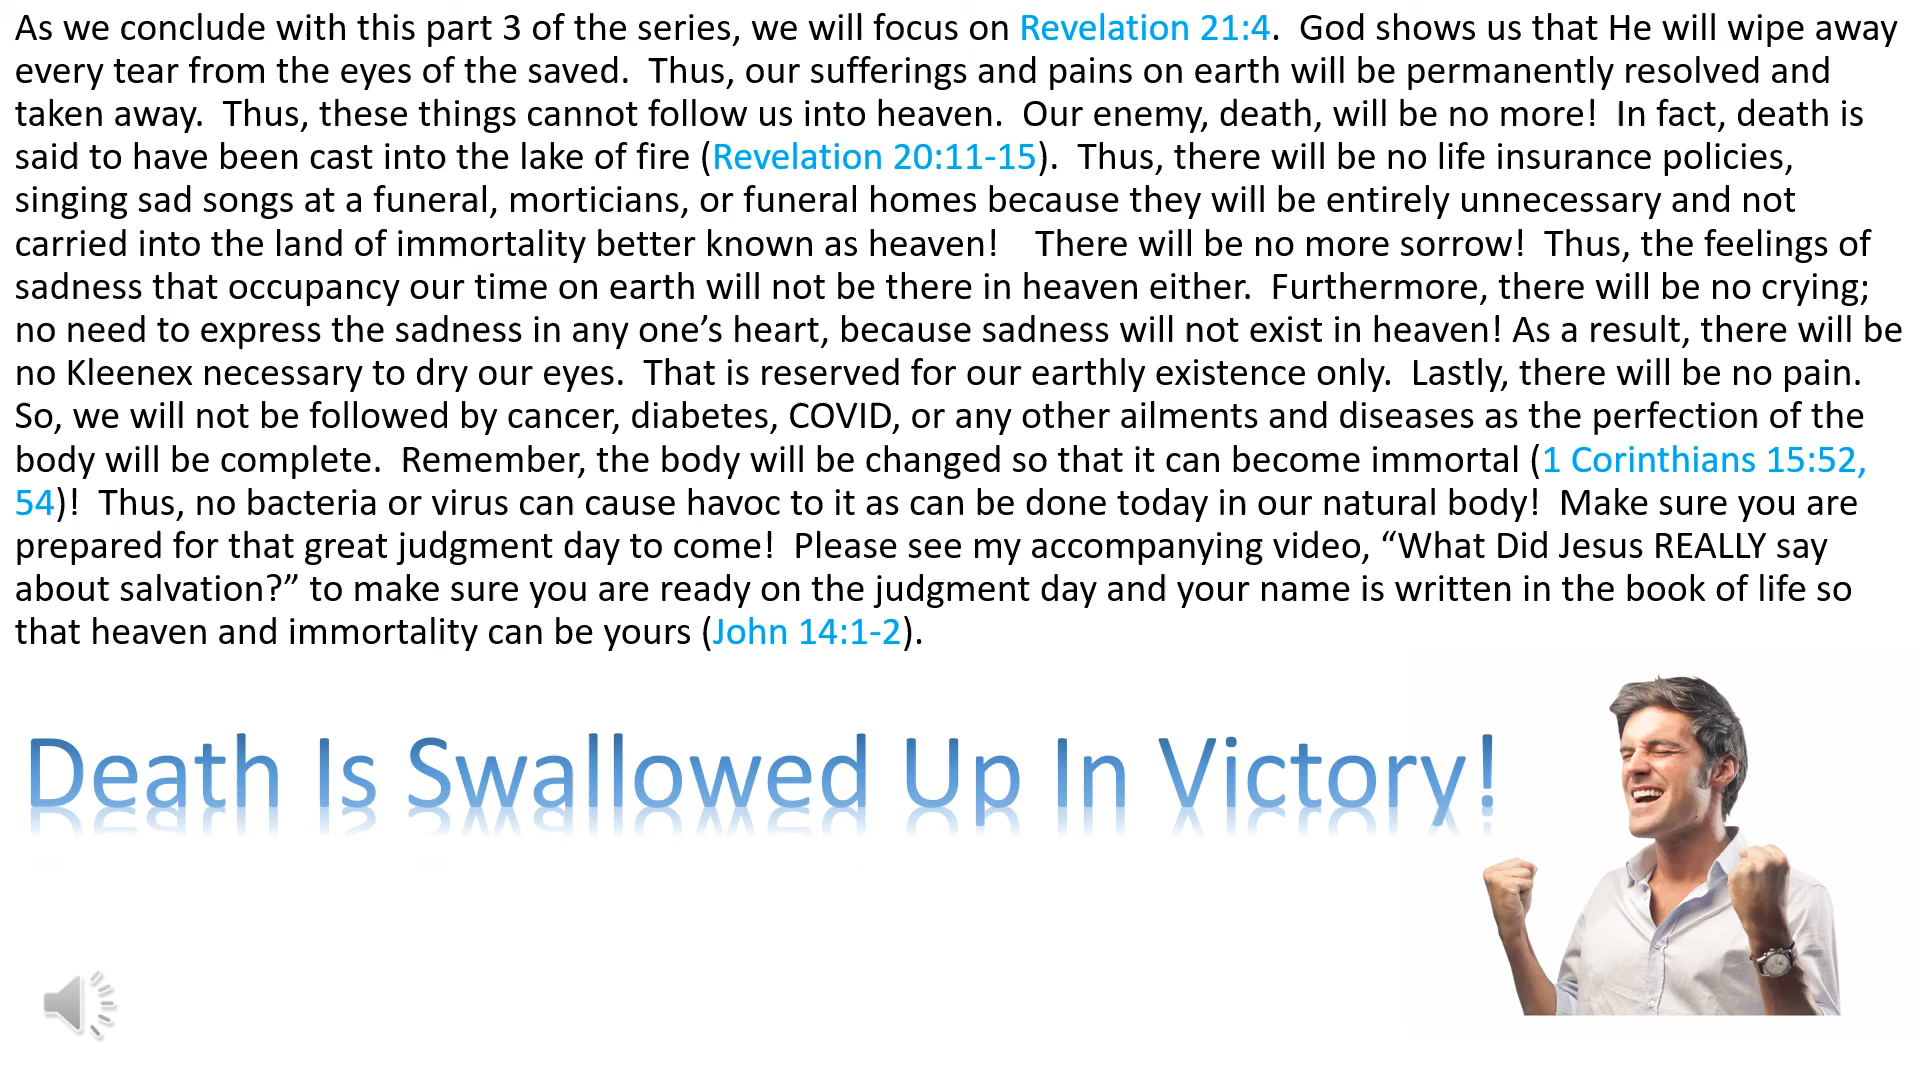 As we conclude with this part 3 of the series, we will focus on Revelation 21:4.  God shows us that He will wipe away
every tear from the eyes of the saved.  Thus, our sufferings and pains on earth will be permanently resolved and
taken away.  Thus, these things cannot follow us into heaven.  Our enemy, death, will be no more!  In fact, death is
said to have been cast into the lake of fire (Revelation 20:11-15).  Thus, there will be no life insurance policies,
singing sad songs at a funeral, morticians, or funeral homes because they will be entirely unnecessary and not
carried into the land of immortality better known as heaven!    There will be no more sorrow!  Thus, the feelings of
sadness that occupancy our time on earth will not be there in heaven either.  Furthermore, there will be no crying;
no need to express the sadness in any one’s heart, because sadness will not exist in heaven! As a result, there will be
no Kleenex necessary to dry our eyes.  That is reserved for our earthly existence only.  Lastly, there will be no pain.
So, we will not be followed by cancer, diabetes, COVID, or any other ailments and diseases as the perfection of the
body will be complete.  Remember, the body will be changed so that it can become immortal (1 Corinthians 15:52,
54)!  Thus, no bacteria or virus can cause havoc to it as can be done today in our natural body!  Make sure you are
prepared for that great judgment day to come!  Please see my accompanying video, “What Did Jesus REALLY say
about salvation?” to make sure you are ready on the judgment day and your name is written in the book of life so
that heaven and immortality can be yours (John 14:1-2).
Death Is Swallowed Up In Victory!